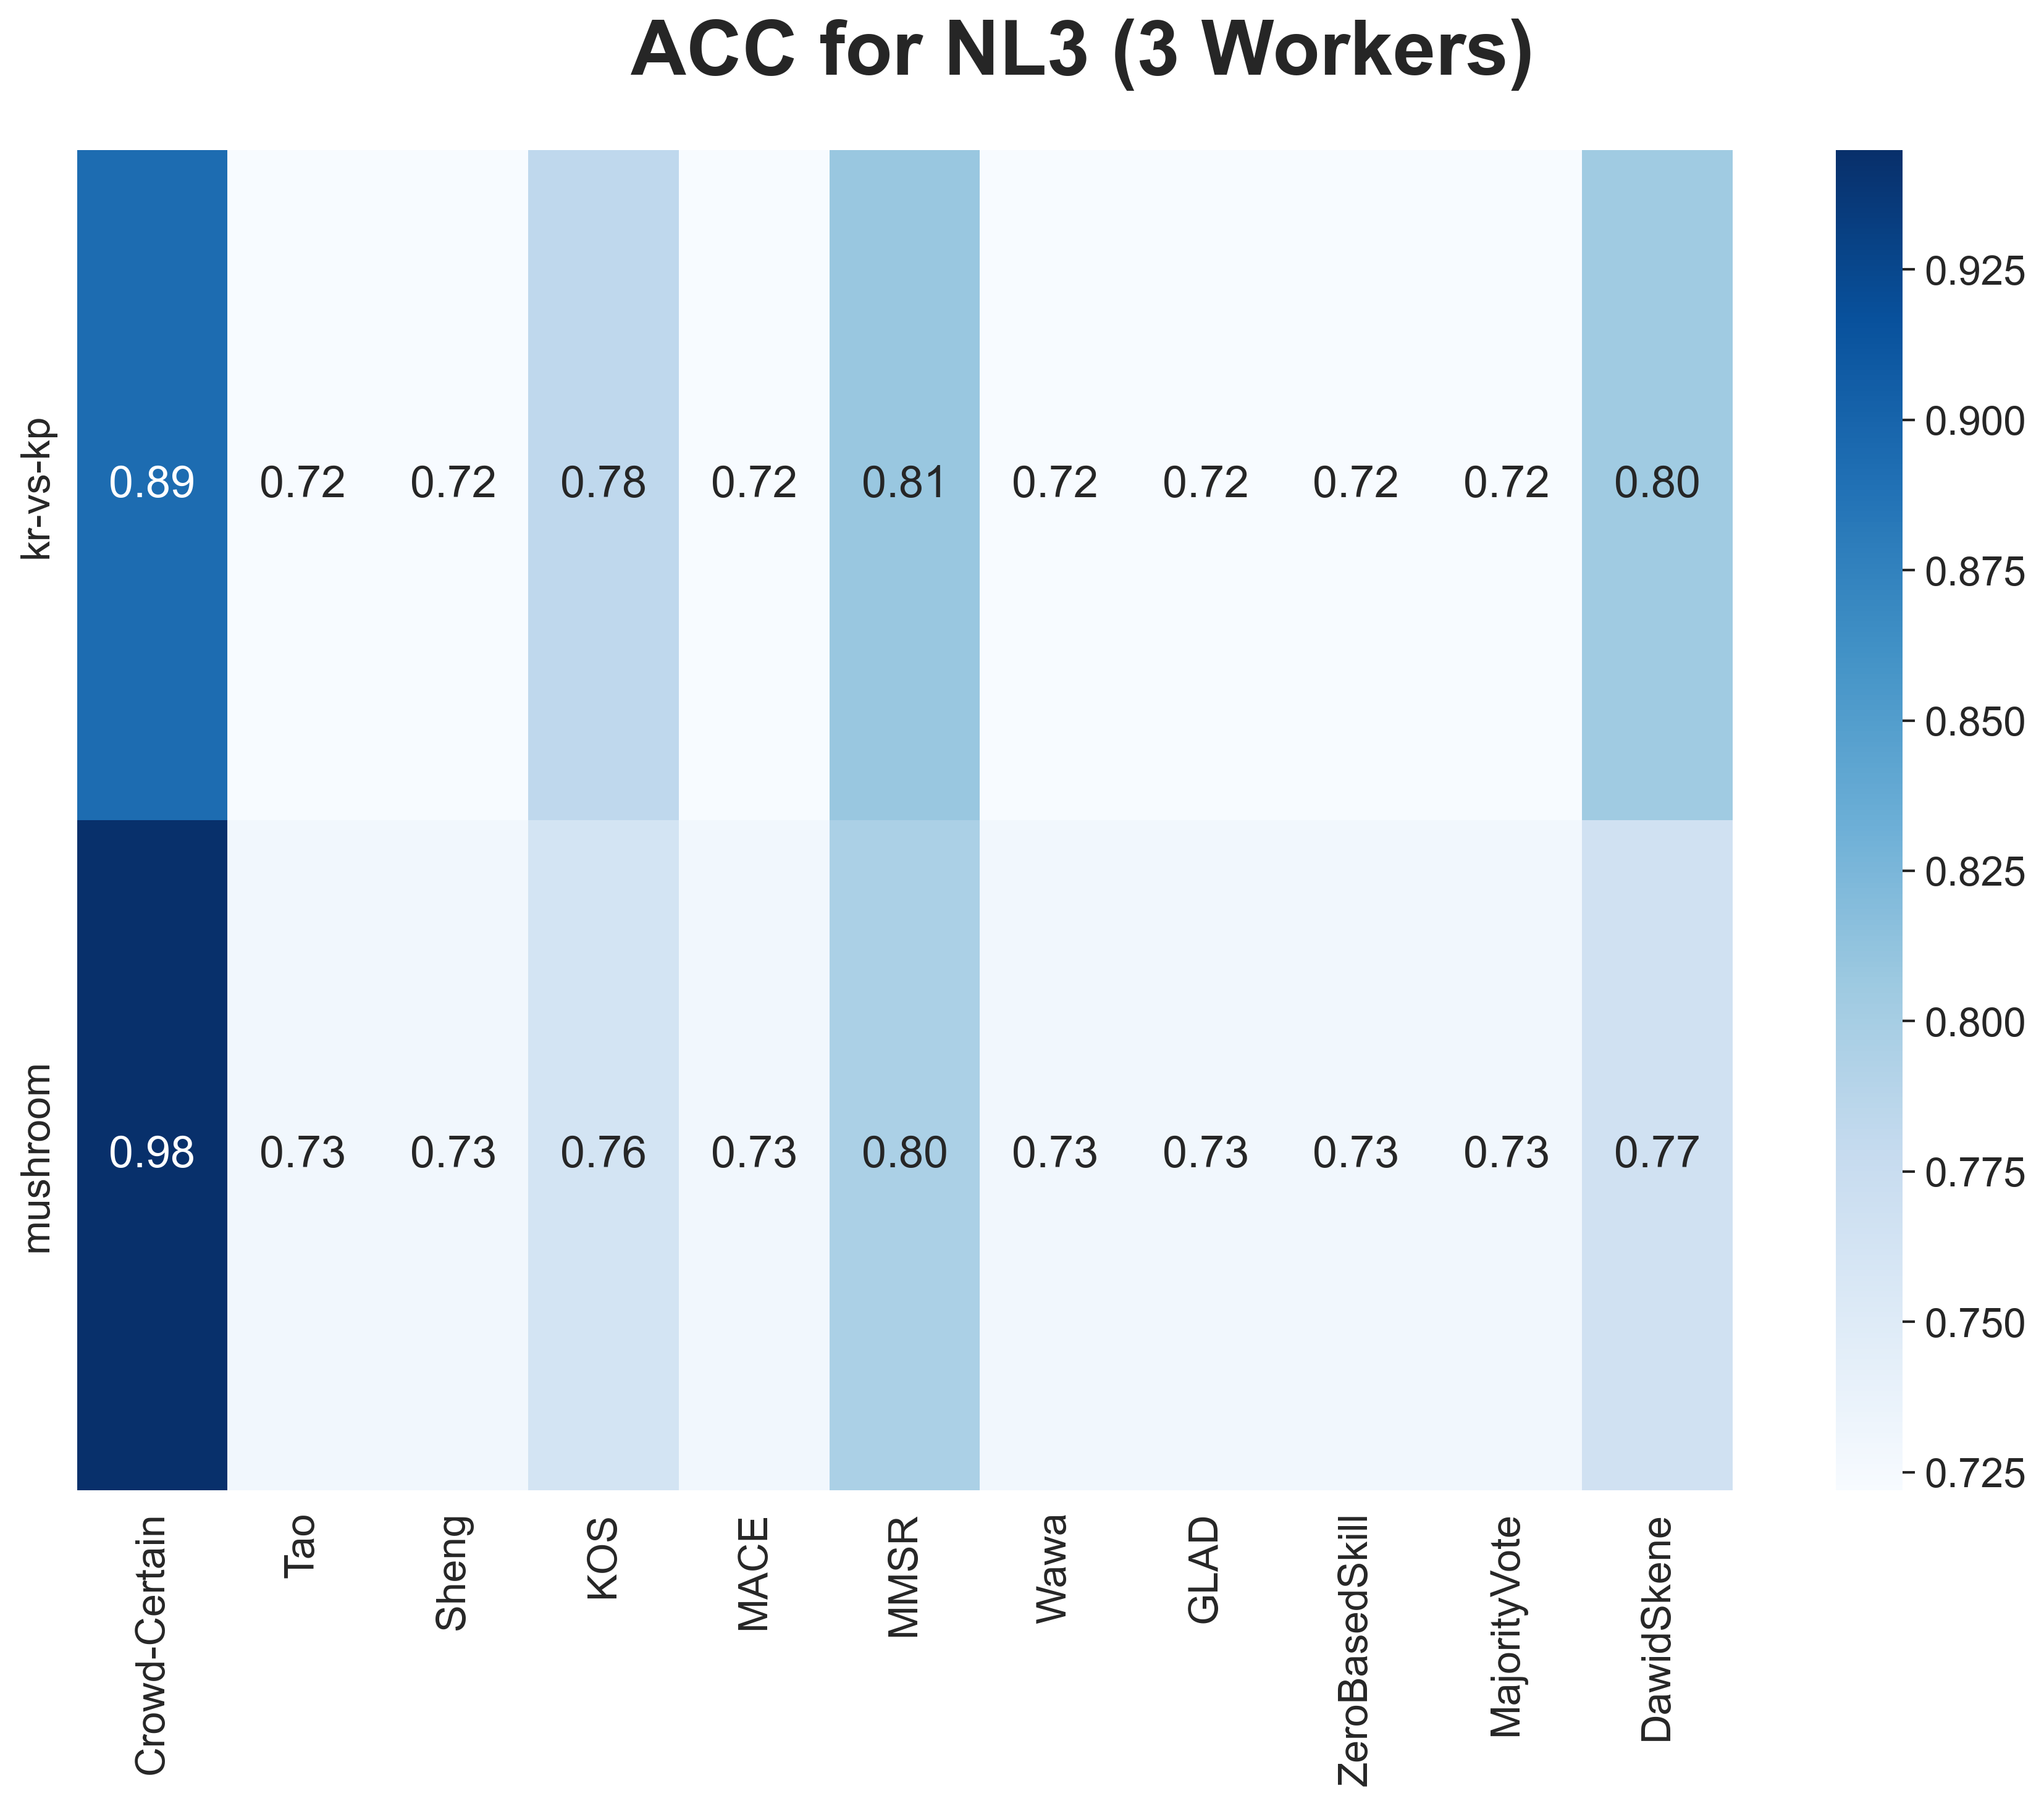 ACC for NL3 (3 Workers)
kr-vs-kp
0.89 0.72 0.72 0.78 0.72 0.81 0.72 0.72 0.72 0.72 0.80
mushroom
0.98 0.73 0.73 0.76 0.73 0.80 0.73 0.73 0.73 0.73 0.77
Crowd-Certain
Tao
Sheng
KOS
MACE
MMSR
Wawa
GLAD
ZeroBasedSkill
MajorityVote
DawidSkene
0.925
0.900
0.875
0.850
0.825
0.800
0.775
0.750
0.725